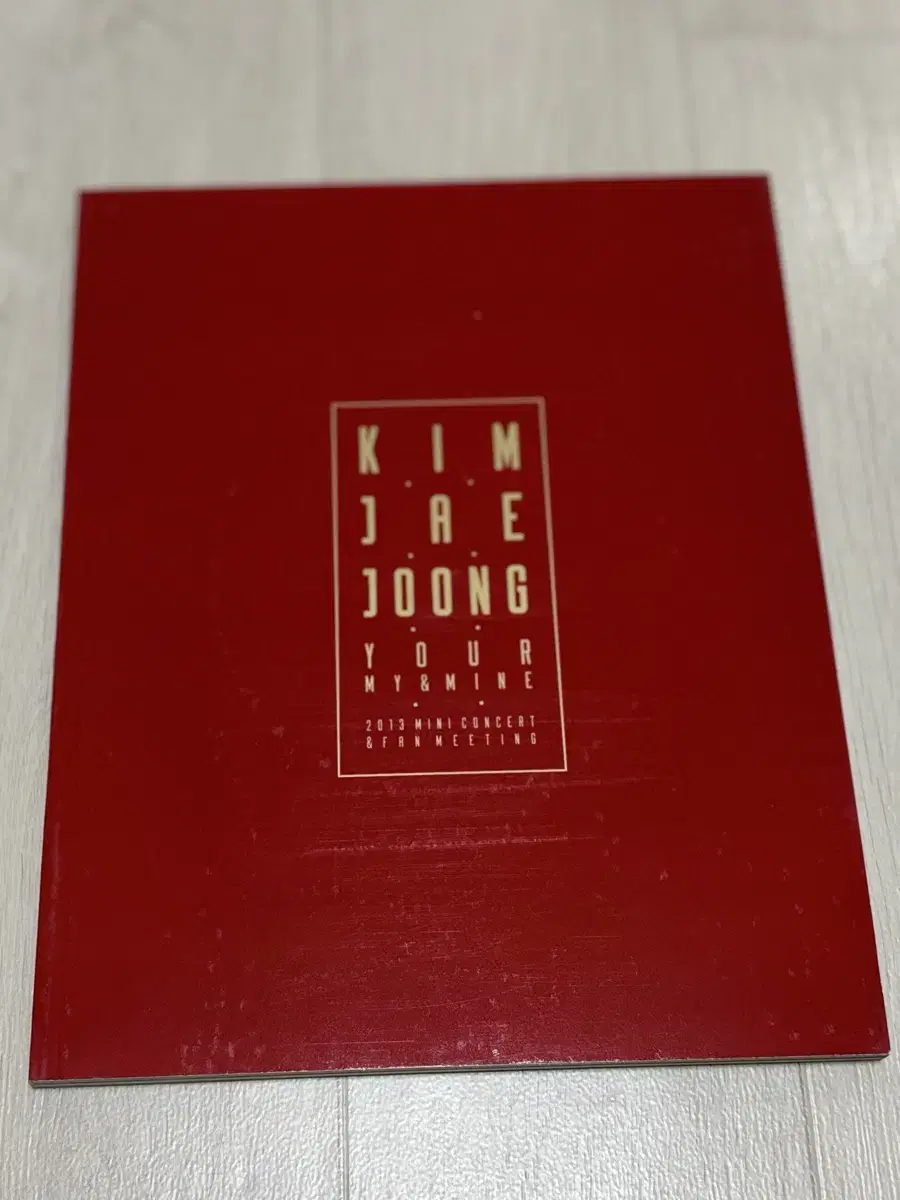 KIM
JAE
JOONG
YOUR
MY&MINE
2013 MINI CONCERT
&FAN MEETING